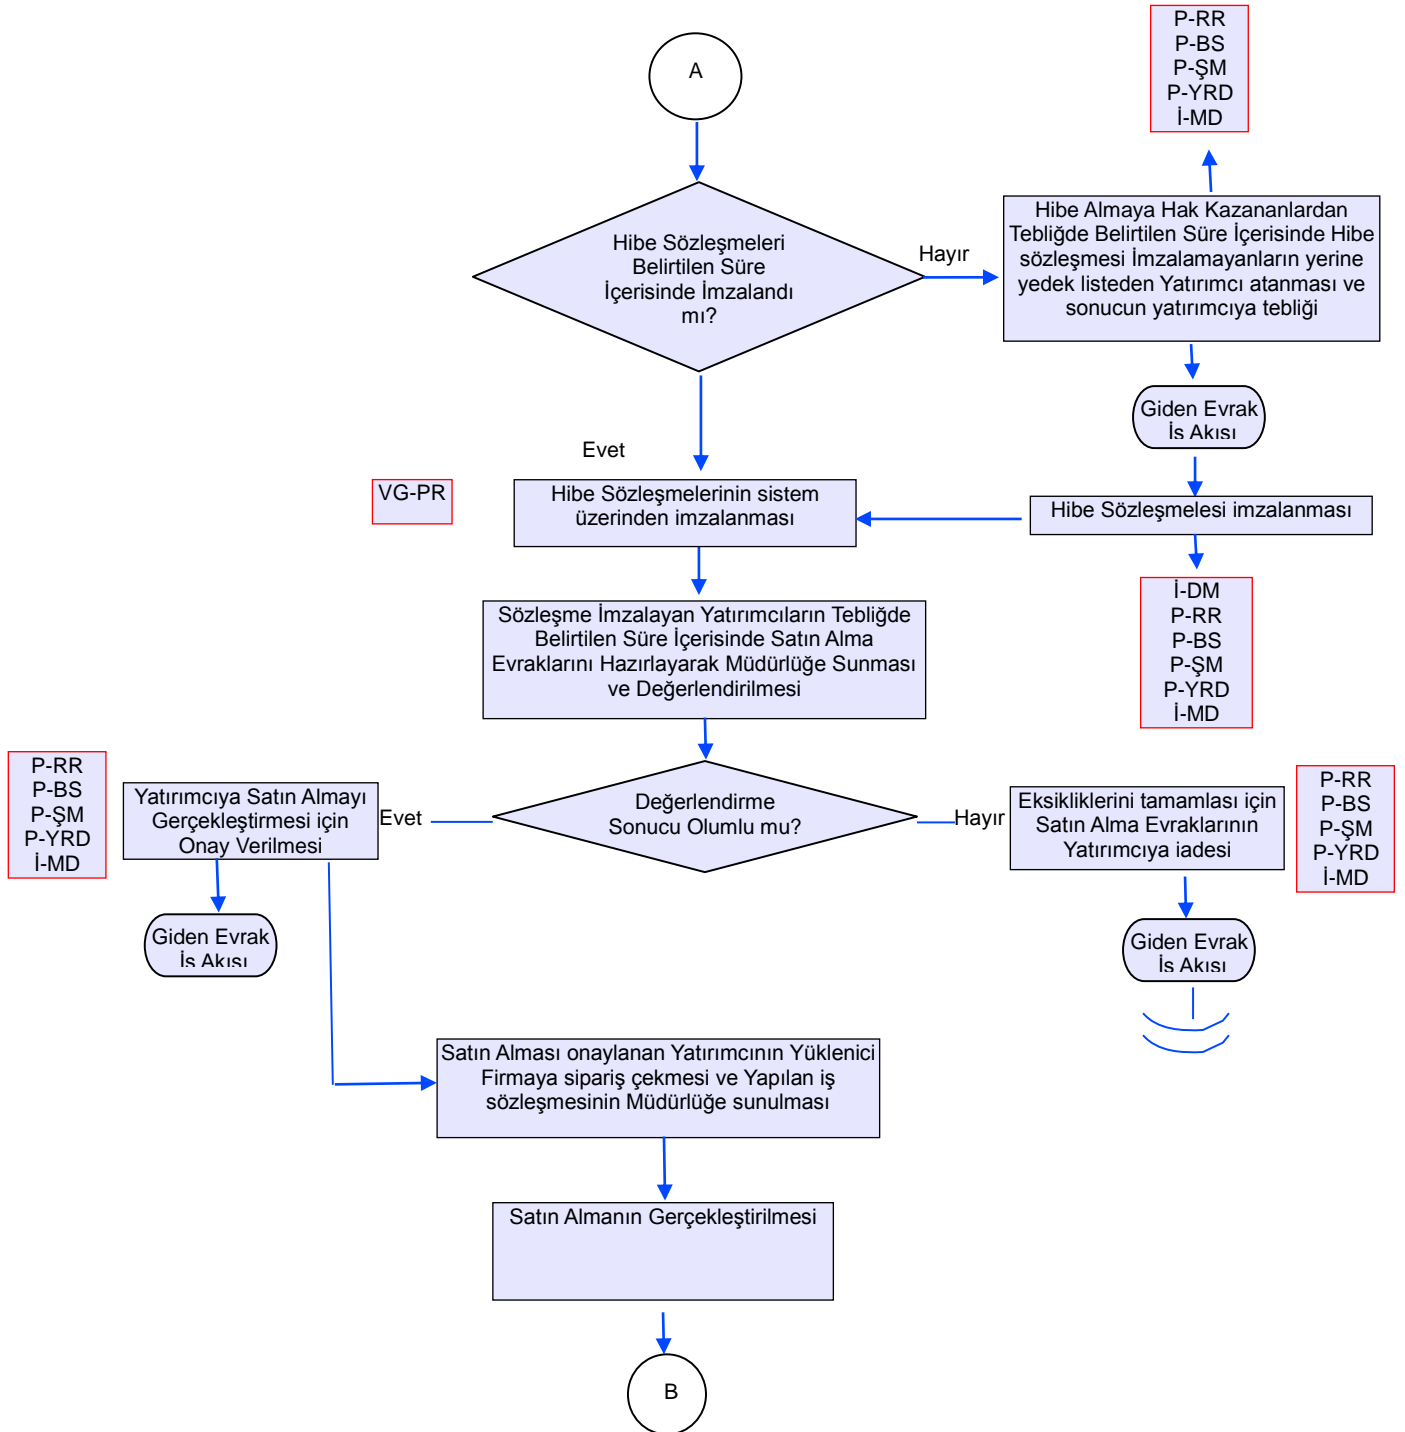 A
P-RR
P-BS
P-ŞM
P-YRD
İ-MD
Hibe Sözleşmeleri
Belirtilen Süre
İçerisinde İmzalandı
mı?
Hayır
Hibe Almaya Hak Kazananlardan
Tebliğde Belirtilen Süre İçerisinde Hibe
sözleşmesi İmzalamayanların yerine
yedek listeden Yatırımcı atanması ve
sonucun yatırımcıya tebliği
Giden Evrak
İş Akışı
Evet
VG-PR
Hibe Sözleşmelerinin sistem
üzerinden imzalanması
Hibe Sözleşmelesi imzalanması
İ-DM
P-RR
P-BS
P-ŞM
P-YRD
İ-MD
Sözleşme İmzalayan Yatırımcıların Tebliğde
Belirtilen Süre İçerisinde Satın Alma
Evraklarını Hazırlayarak Müdürlüğe Sunması
ve Değerlendirilmesi
P-RR
P-BS
P-ŞM
P-YRD
İ-MD
Yatırımcıya Satın Almayı
Gerçekleştirmesi için
Onay Verilmesi
Evet
Değerlendirme
Sonucu Olumlu mu?
Hayır
Eksikliklerini tamamlası için
Satın Alma Evraklarının
Yatırımcıya iadesi
P-RR
P-BS
P-ŞM
P-YRD
İ-MD
Giden Evrak
İş Akışı
Giden Evrak
İş Akışı
Satın Alması onaylanan Yatırımcının Yüklenici
Firmaya sipariş çekmesi ve Yapılan iş
sözleşmesinin Müdürlüğe sunulması
Satın Almanın Gerçekleştirilmesi
B